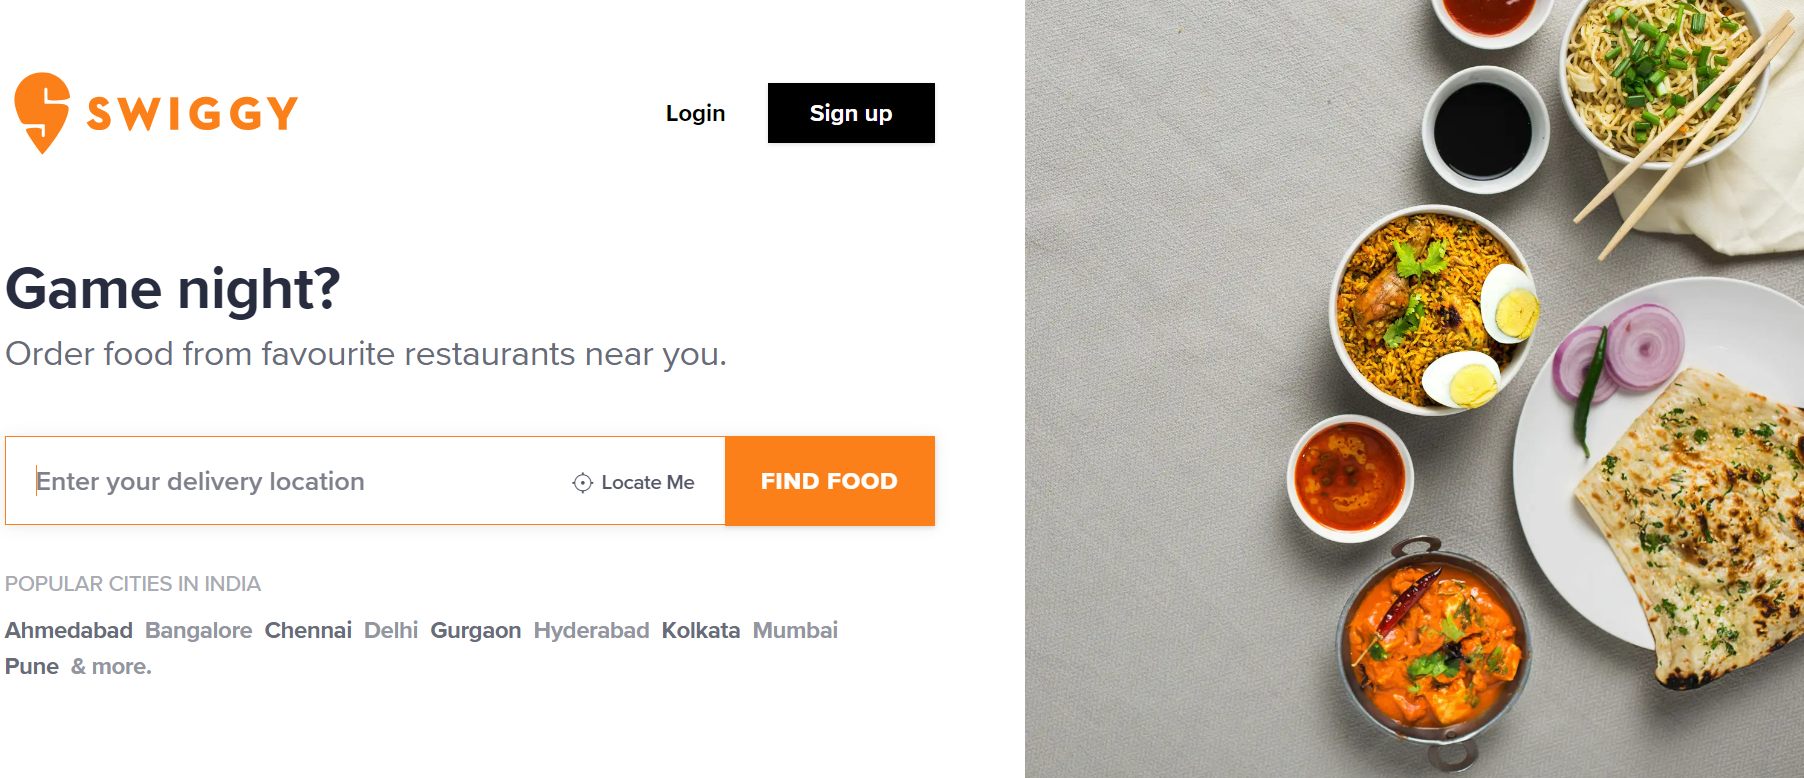 SWIGGY
Login
Sign up
Game night?
Order food from favourite restaurants near you.
Enter your delivery location
Locate Me
FIND FOOD
POPULAR CITIES IN INDIA
Ahmedabad Bangalore Chennai Delhi Gurgaon Hyderabad Kolkata Mumbai
Pune & more.